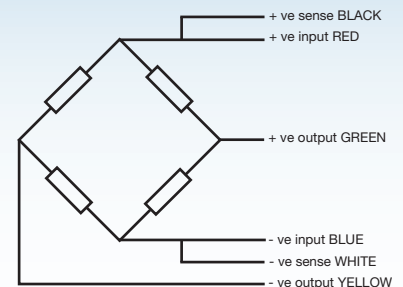 + ve sense BLACK
+ ve input RED
+ ve output GREEN
- ve input BLUE
- ve sense WHITE
- ve output YELLOW